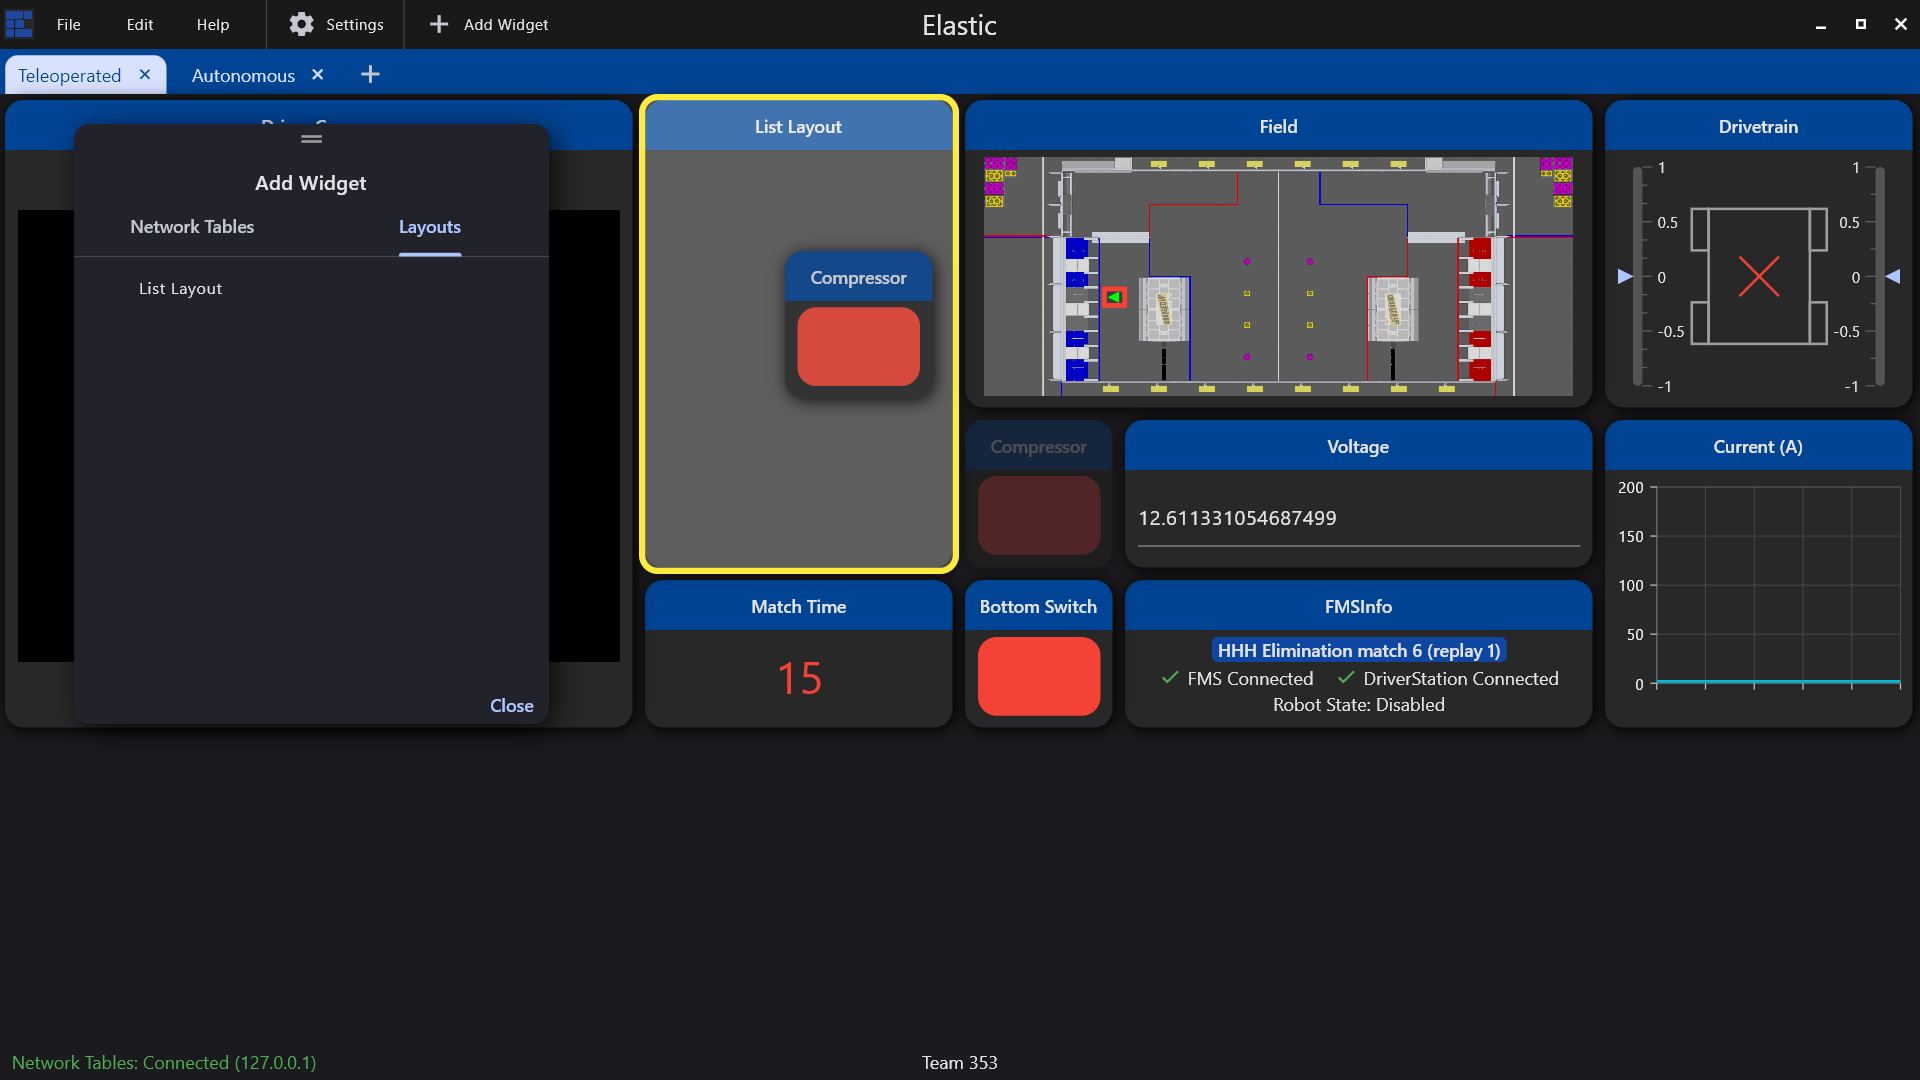 File Edit Help Settings Add Widget Elastic
Teleoperated Autonomous
Add Widget
Network Tables Layouts
List Layout
Close
List Layout
Compressor
Field
Drivetrain
1 1
0.5 0.5
0 0
-0.5 -0.5
-1 -1
Compressor
Voltage
12.611331054687499
Current (A)
200
150
100
50
0
Match Time
15
Bottom Switch
FMSInfo
HHH Elimination match 6 (replay 1)
FMS Connected DriverStation Connected
Robot State: Disabled
Network Tables: Connected (127.0.0.1) Team 353